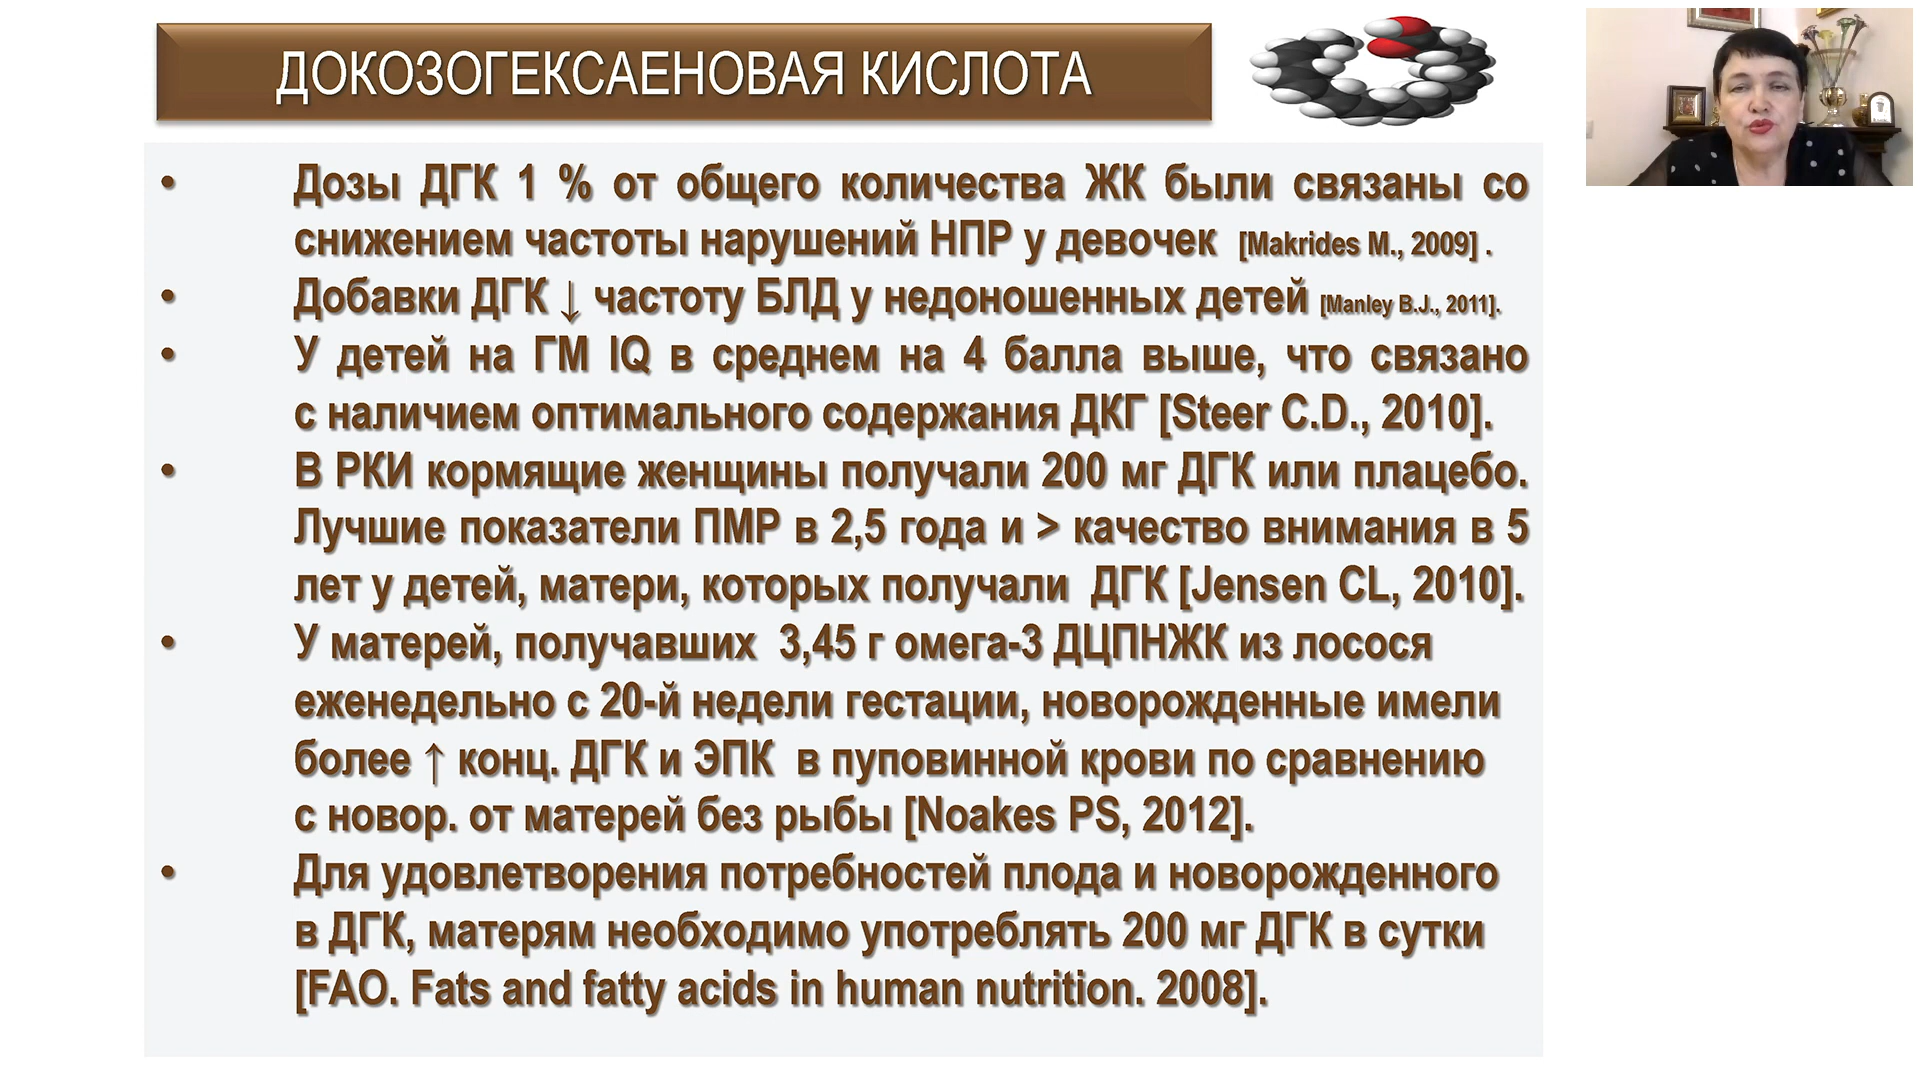 ДОКОЗОГЕКСАЕНОВАЯ КИСЛОТА
• Дозы ДГК 1 % от общего количества ЖК были связаны со
снижением частоты нарушений НПР у девочек [Makrides M., 2009] .
• Добавки ДГК ↓ частоту БЛД у недоношенных детей [Manley B.J., 2011].
• У детей на ГМ IQ в среднем на 4 балла выше, что связано
с наличием оптимального содержания ДКГ [Steer C.D., 2010].
• В РКИ кормящие женщины получали 200 мг ДГК или плацебо.
Лучшие показатели ПМР в 2,5 года и > качество внимания в 5
лет у детей, матери, которых получали ДГК [Jensen CL, 2010].
• У матерей, получавших 3,45 г омега-3 ДЦПНЖК из лосося
еженедельно с 20-й недели гестации, новорожденные имели
более ↑ конц. ДГК и ЭПК в пуповинной крови по сравнению
с новор. от матерей без рыбы [Noakes PS, 2012].
• Для удовлетворения потребностей плода и новорожденного
в ДГК, матерям необходимо употреблять 200 мг ДГК в сутки
[FAO. Fats and fatty acids in human nutrition. 2008].